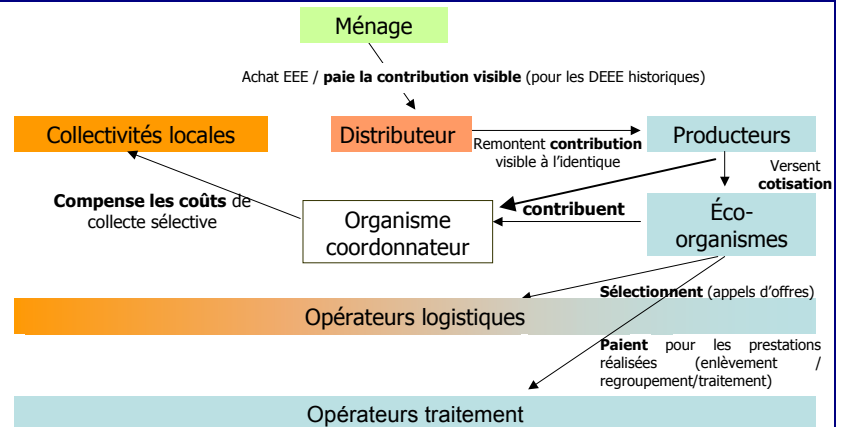 Ménage
Achat EEE / paie la contribution visible (pour les DEEE historiques)
Collectivités locales
Distributeur
Remontent contribution
visible à l'identique
Producteurs
Versent
cotisation
Compense les coûts de
collecte sélective
Organisme
coordonnateur
contribuent
Éco-
organismes
Sélectionnent (appels d'offres)
Opérateurs logistiques
Paient pour les prestations
réalisées (enlèvement /
regroupement/traitement)
Opérateurs traitement